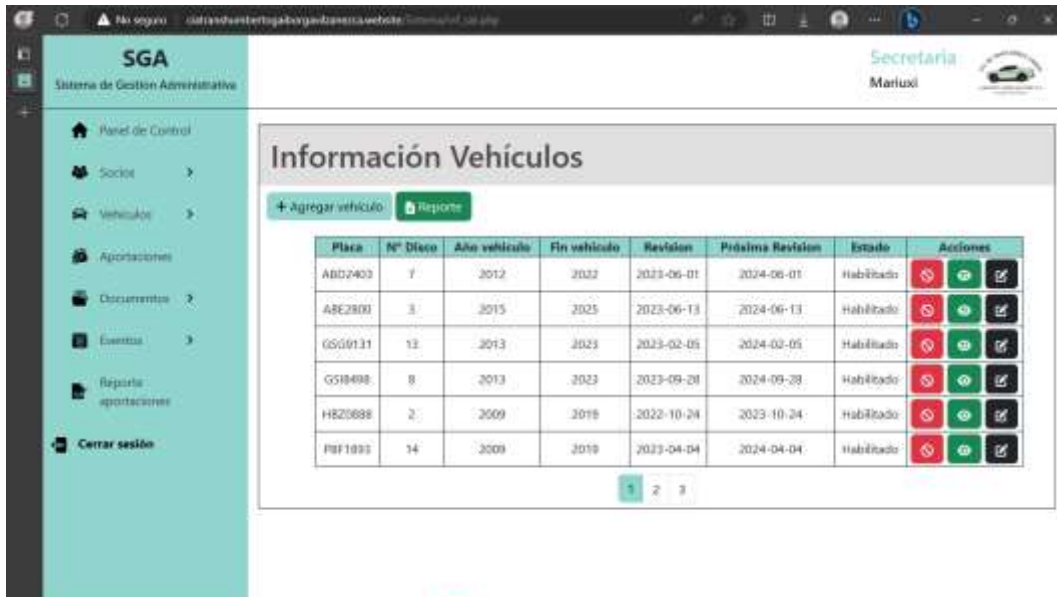 No seguro
SGA
Sistema de Gestion Administrativa
Secretaria
Mariuxi
Panel de Control
Socios
Vehiculos
Aportaciones
Documentos
Eventos
Reporte
aportaciones
Cerrar sesión
Información Vehículos
+ Agregar vehículo Reporte
Placa N° Disco Año vehiculo Fin vehiculo Revision Próxima Revision Estado Acciones
ABD2403 7 2012 2022 2023-06-01 2024-06-01 Habilitado
ABE2800 3 2015 2025 2023-06-13 2024-06-13 Habilitado
GSG9131 13 2013 2023 2023-02-05 2024-02-05 Habilitado
GSI8498 8 2013 2023 2023-09-28 2024-09-28 Habilitado
HBZ0888 2 2009 2019 2022-10-24 2023-10-24 Habilitado
PBF1893 14 2009 2019 2023-04-04 2024-04-04 Habilitado
1 2 3